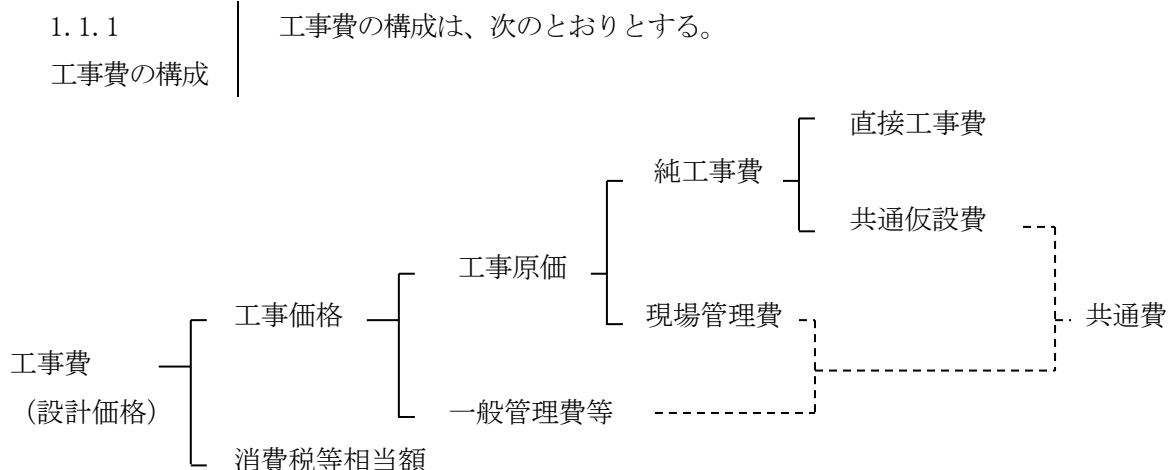 1.1.1
工事費の構成
工事費の構成は、次のとおりとする。
直接工事費
純工事費
共通仮設費
工事原価
工事価格
現場管理費
共通費
工事費
（設計価格）
一般管理費等
消費税等相当額